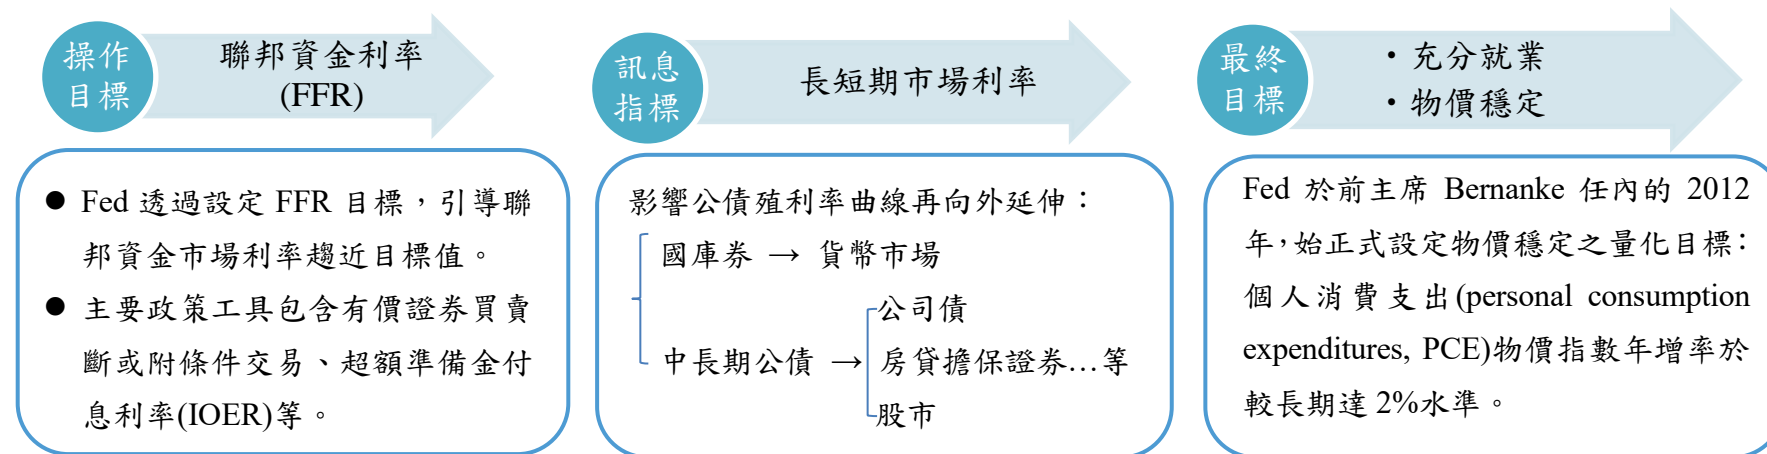 操作
目標
聯邦資金利率
(FFR)
● Fed 透過設定 FFR 目標，引導聯
邦資金市場利率趨近目標值。
● 主要政策工具包含有價證券買賣
斷或附條件交易、超額準備金付
息利率(IOER)等。
訊息
指標
長短期市場利率
影響公債殖利率曲線再向外延伸：
國庫券 → 貨幣市場
公司債
中長期公債 → 房貸擔保證券…等
股市
最終
目標
・充分就業
・物價穩定
Fed 於前主席 Bernanke 任內的 2012
年，始正式設定物價穩定之量化目標：
個人消費支出(personal consumption
expenditures, PCE)物價指數年增率於
較長期達 2%水準。